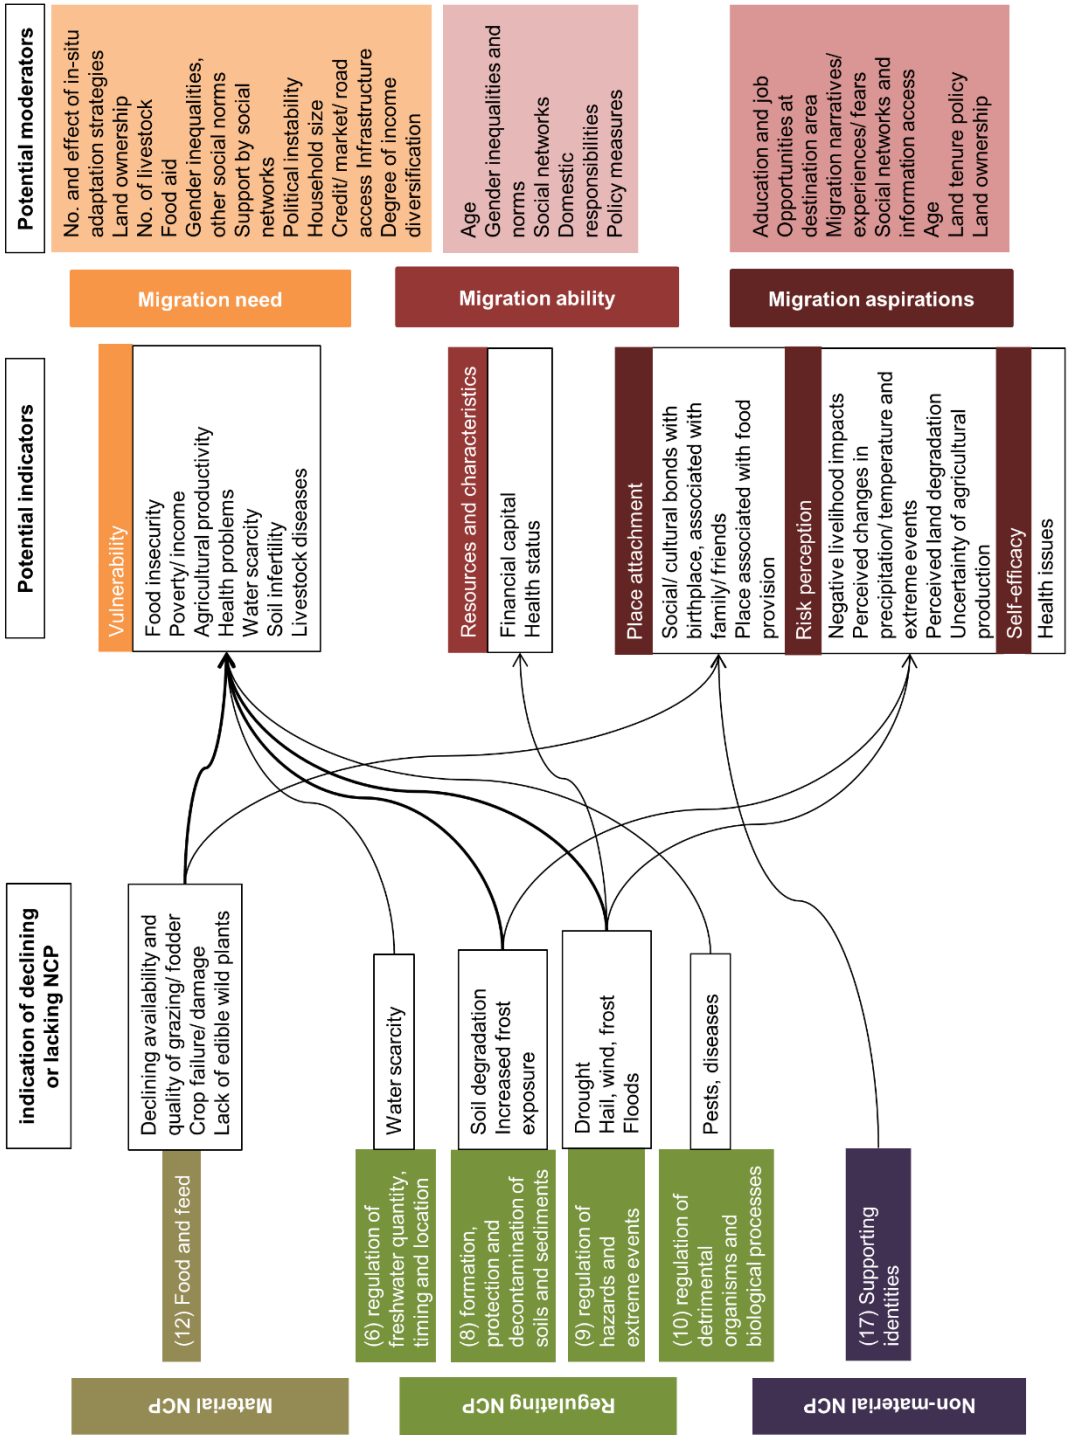 indication of declining
or lacking NCP
Potential indicators
Potential moderators
Material NCP
(12) Food and feed
Declining availability and
quality of grazing/ fodder
Crop failure/ damage
Lack of edible wild plants
Regulating NCP
(6) regulation of
freshwater quantity,
timing and location
Water scarcity
(8) formation,
protection and
decontamination of
soils and sediments
Soil degradation
Increased frost
exposure
(9) regulation of
hazards and
extreme events
Drought
Hail, wind, frost
Floods
(10) regulation of
detrimental
organisms and
biological processes
Pests, diseases
Non-material NCP
(17) Supporting
identities
Vulnerability
Food insecurity
Poverty/ income
Agricultural productivity
Health problems
Water scarcity
Soil infertility
Livestock diseases
Resources and characteristics
Financial capital
Health status
Place attachment
Social/ cultural bonds with
birthplace, associated with
family/ friends
Place associated with food
provision
Risk perception
Negative livelihood impacts
Perceived changes in
precipitation/ temperature and
extreme events
Perceived land degradation
Uncertainty of agricultural
production
Self-efficacy
Health issues
Migration need
No. and effect of in-situ
adaptation strategies
Land ownership
No. of livestock
Food aid
Gender inequalities,
other social norms
Support by social
networks
Political instability
Household size
Credit/ market/ road
access Infrastructure
Degree of income
diversification
Migration ability
Age
Gender inequalities and
norms
Social networks
Domestic
responsibilities
Policy measures
Migration aspirations
Aducation and job
Opportunities at
destination area
Migration narratives/
experiences/ fears
Social networks and
information access
Age
Land tenure policy
Land ownership